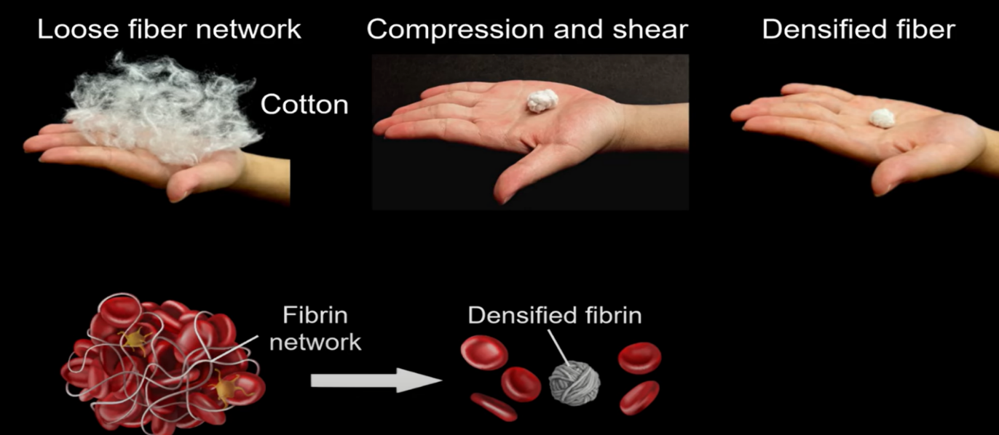 Loose fiber network
Compression and shear
Densified fiber
Cotton
Fibrin
network
Densified fibrin